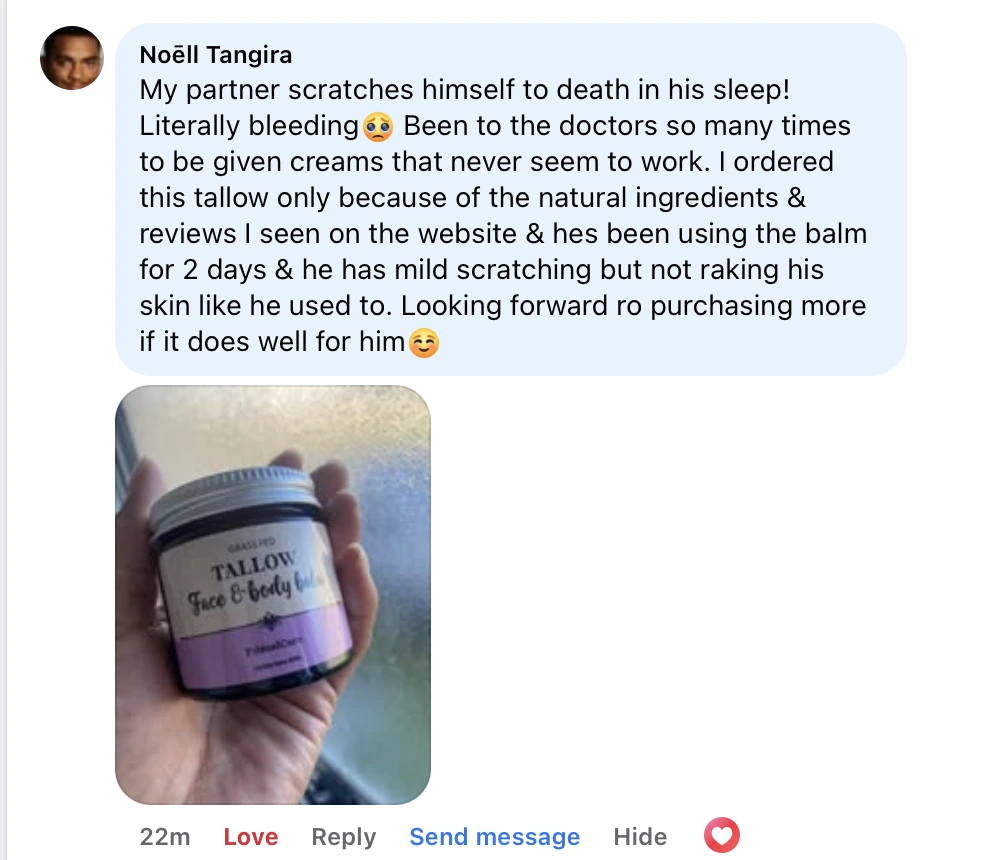 Noēll Tangira
My partner scratches himself to death in his sleep!
Literally bleeding🥺 Been to the doctors so many times
to be given creams that never seem to work. I ordered
this tallow only because of the natural ingredients &
reviews I seen on the website & hes been using the balm
for 2 days & he has mild scratching but not raking his
skin like he used to. Looking forward ro purchasing more
if it does well for him☺️
GRASS FED
TALLOW
Face & body
22m Love Reply Send message Hide